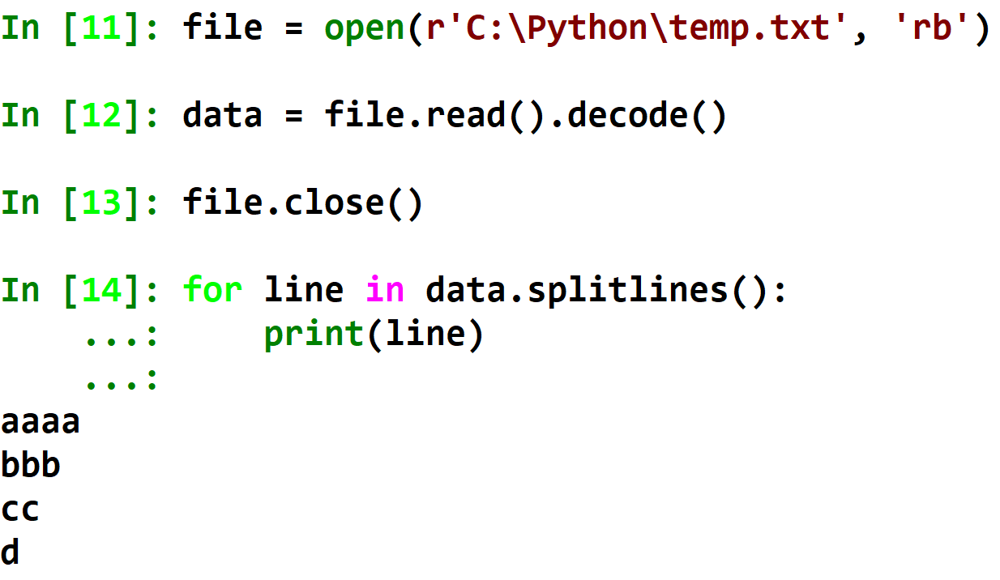 In [11]: file = open(r'C:\Python\temp.txt', 'rb')
In [12]: data = file.read().decode()
In [13]: file.close()
In [14]: for line in data.splitlines():
    ...:     print(line)
    ...:
aaaa
bbb
cc
d